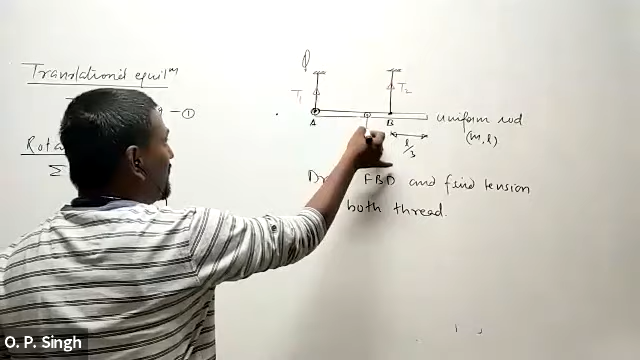 Translational equilm
- ①
Rota
Σ
Q.
T₁
T₂
A
B
uniform rod
(m, l)
l/3
FBD and find tension
both thread.
O. P. Singh